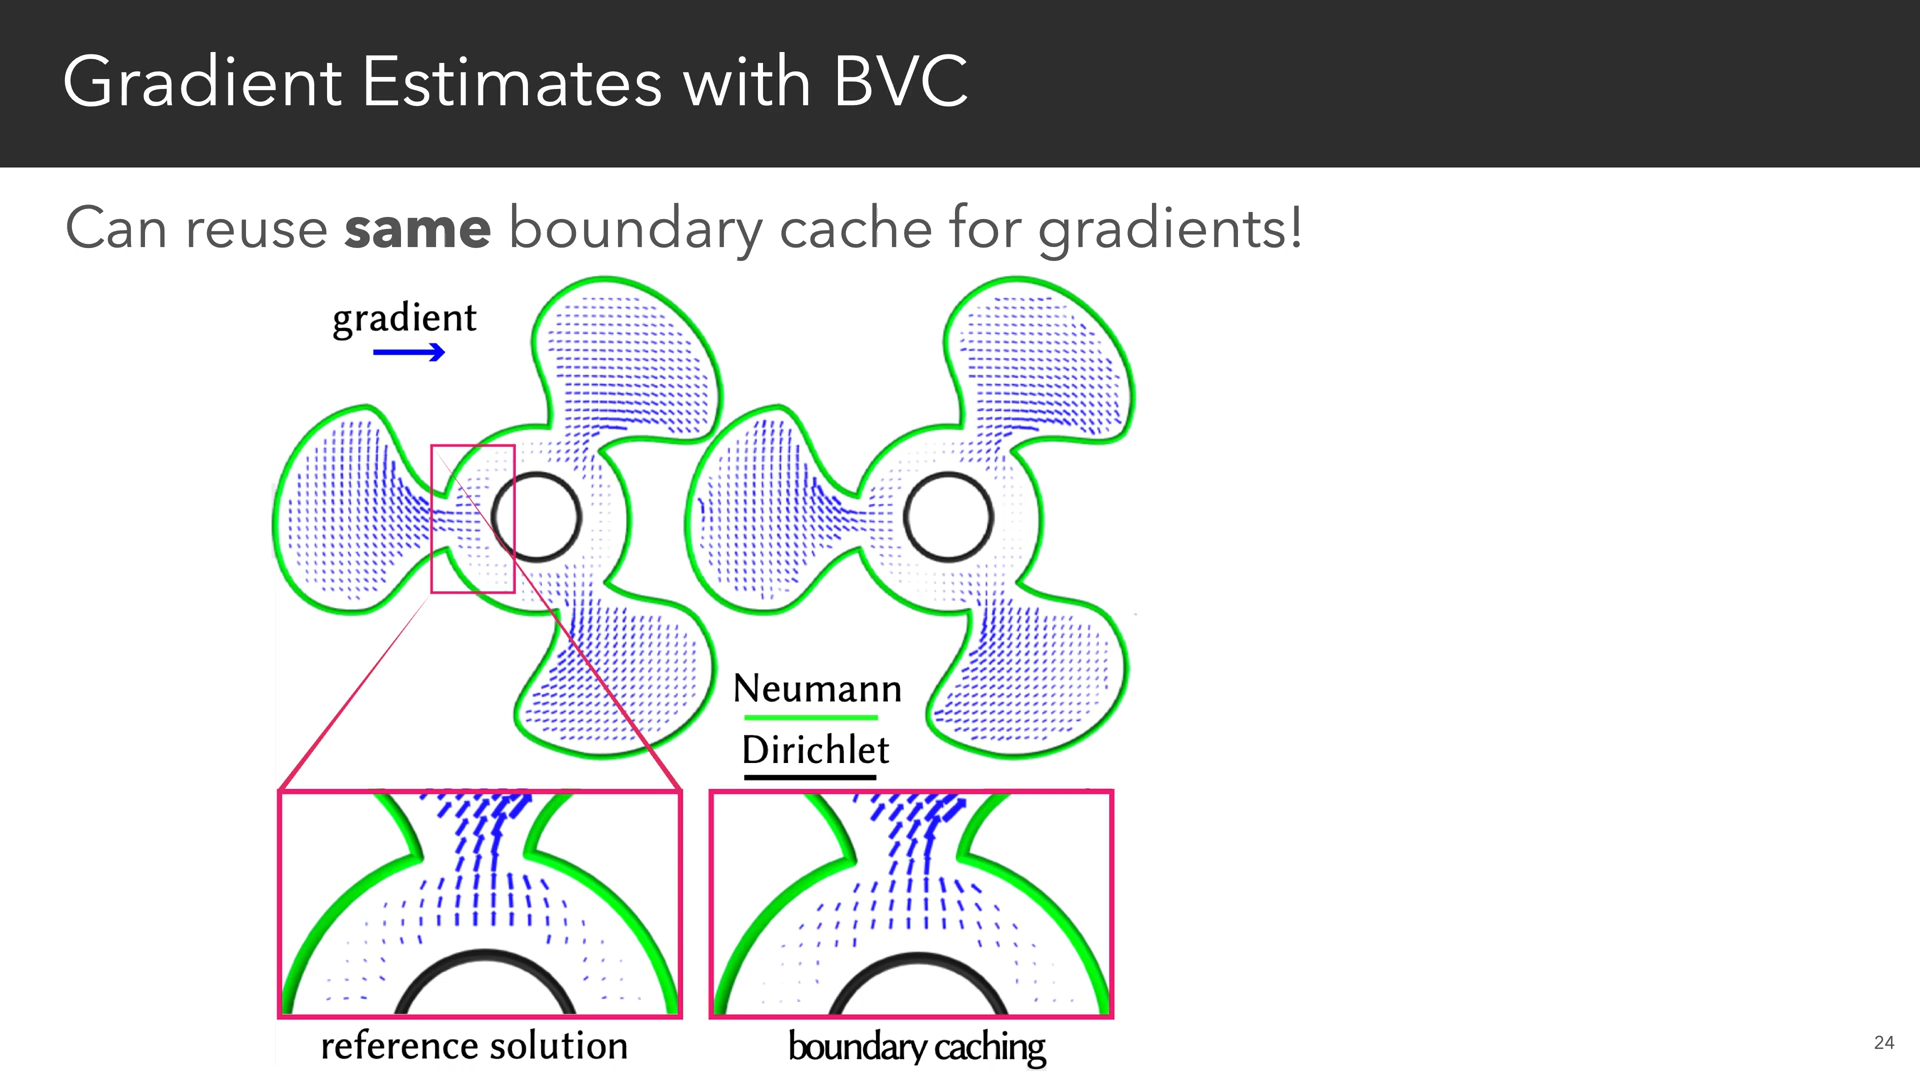 Gradient Estimates with BVC
Can reuse same boundary cache for gradients!
gradient
Neumann
Dirichlet
reference solution
boundary caching
24